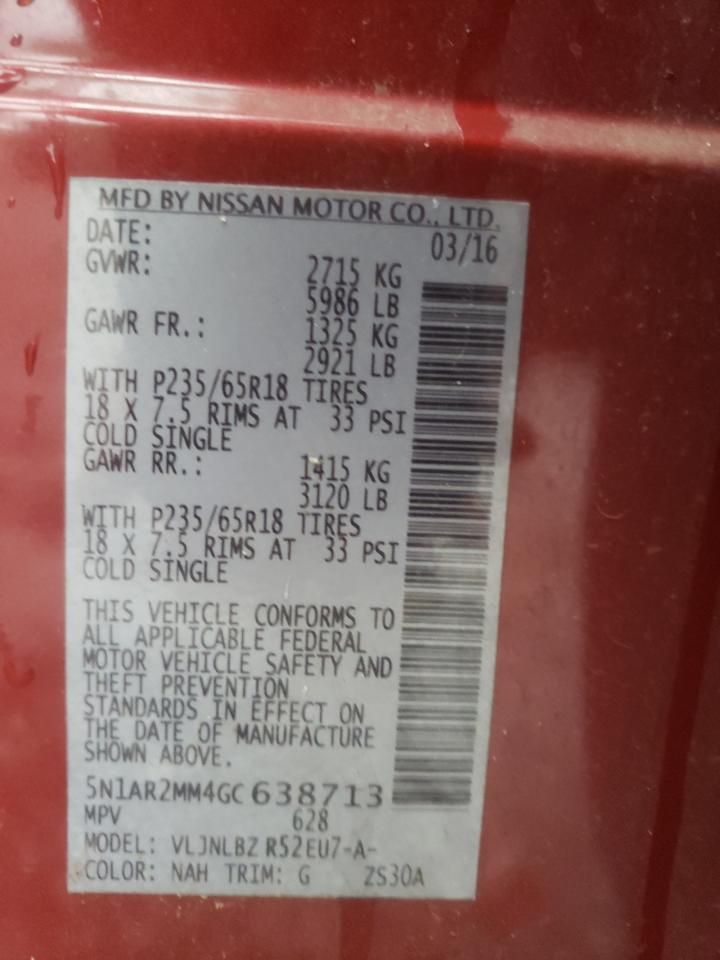 MFD BY NISSAN MOTOR CO., LTD.
DATE: 03/16
GVWR: 2715 KG
5986 LB
GAWR FR.: 1325 KG
2921 LB
WITH P235/65R18 TIRES
18 X 7.5 RIMS AT 33 PSI
COLD SINGLE
GAWR RR.: 1415 KG
3120 LB
WITH P235/65R18 TIRES
18 X 7.5 RIMS AT 33 PSI
COLD SINGLE
THIS VEHICLE CONFORMS TO
ALL APPLICABLE FEDERAL
MOTOR VEHICLE SAFETY AND
THEFT PREVENTION
STANDARDS IN EFFECT ON
THE DATE OF MANUFACTURE
SHOWN ABOVE.
5N1AR2MM4GC638713
MPV 628
MODEL: VLJNLBZ R52EU7-A-
COLOR: NAH TRIM: G ZS30A